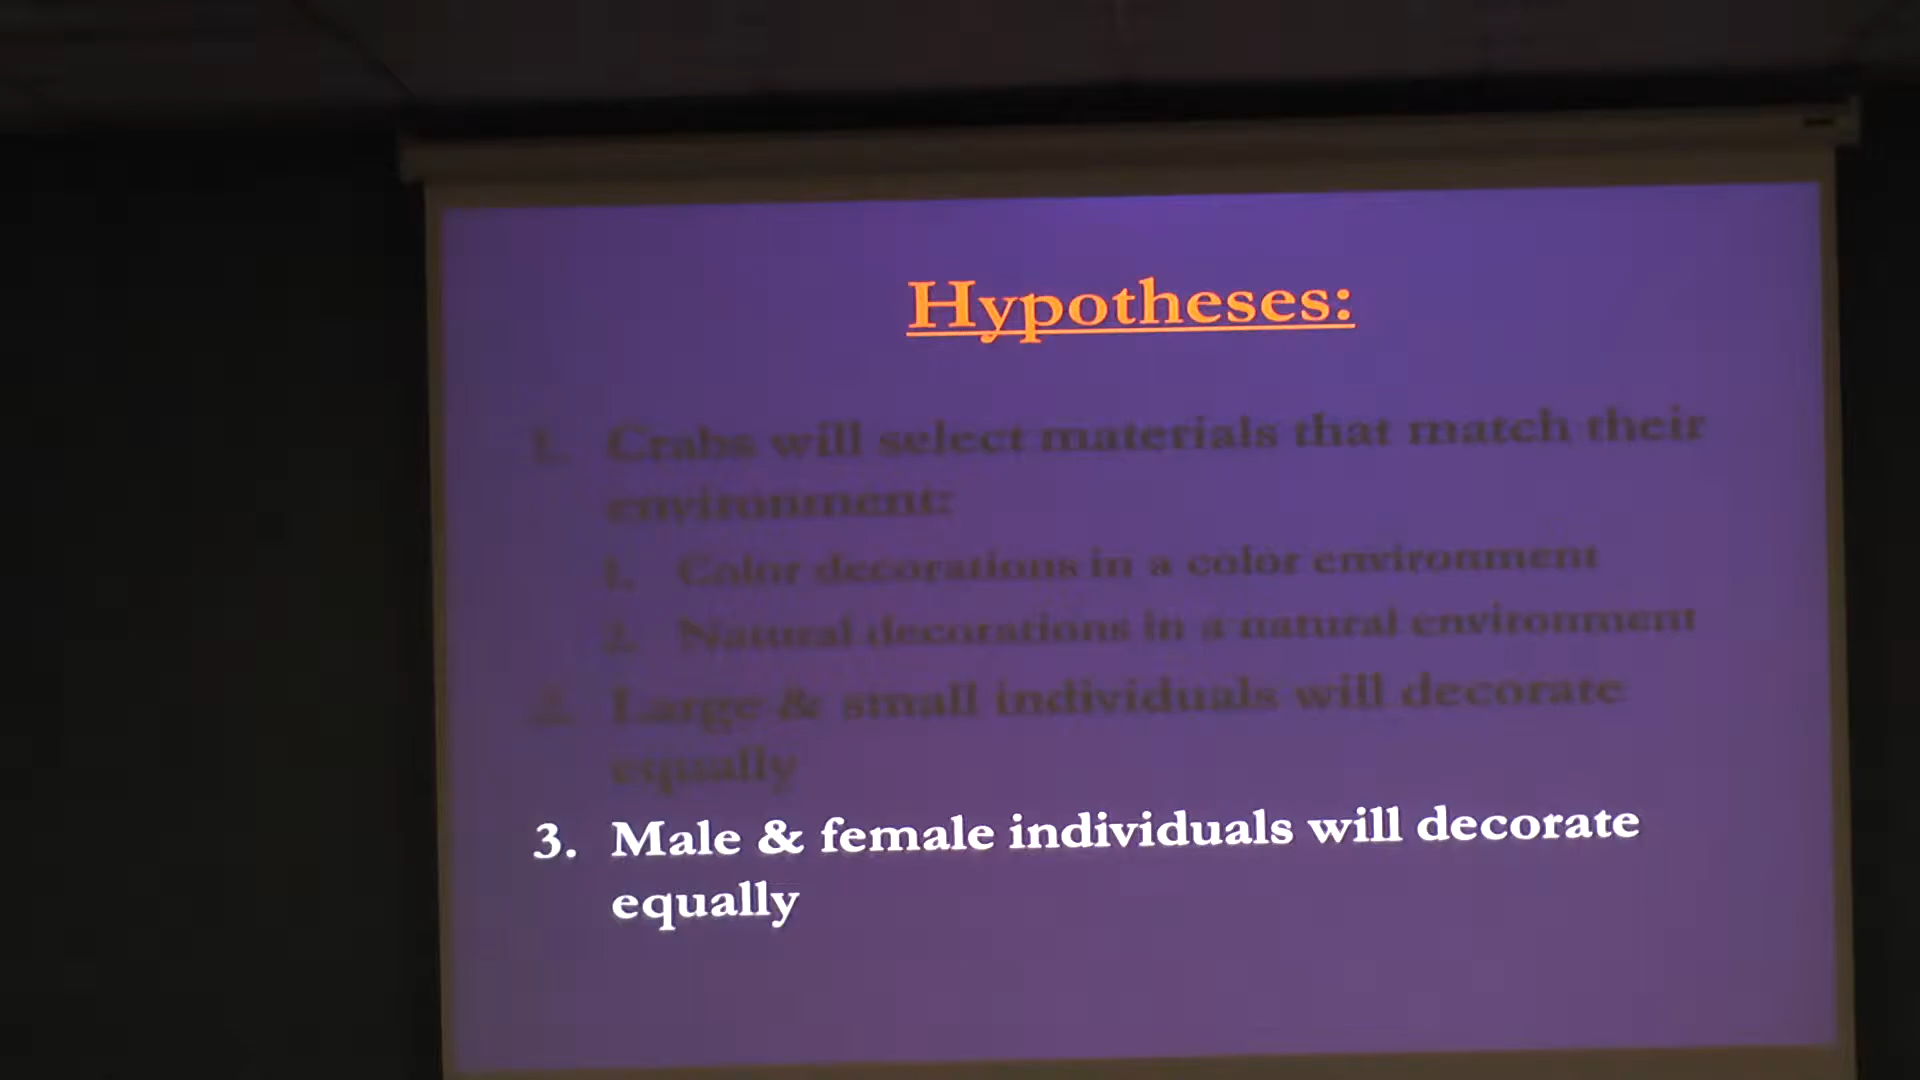 Hypotheses:
1. Crabs will select materials that match their
environment:
1. Color decorations in a color environment
2. Natural decorations in a natural environment
2. Large & small individuals will decorate
equally
3. Male & female individuals will decorate
equally